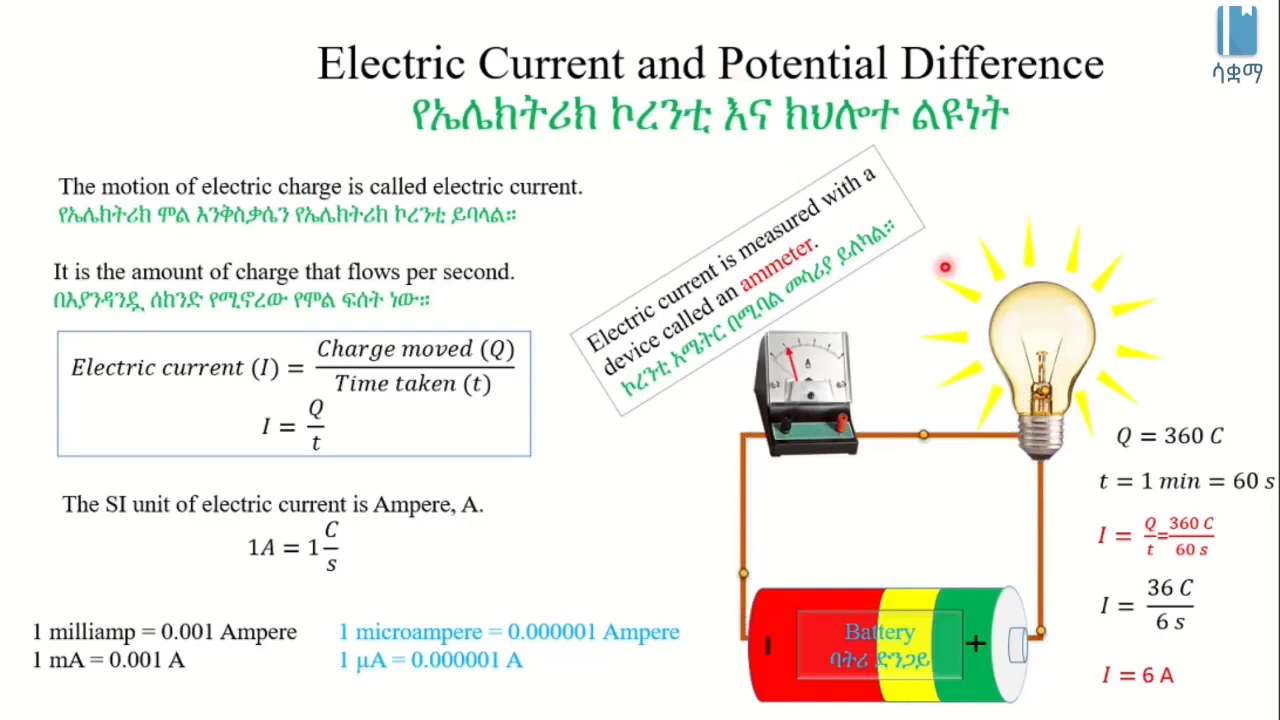 ሳቋማ
Electric Current and Potential Difference
የኤሌክትሪክ ኮረንቲ እና ክህሎተ ልዩነት
The motion of electric charge is called electric current.
የኤሌክትሪክ ሞል እንቅስቃሴን የኤሌክትሪክ ኮረንቲ ይባላል።
It is the amount of charge that flows per second.
በእያንዳንዷ ሰከንድ የሚኖረው የሞል ፍሰት ነው።
Electric current (I) = Charge moved (Q) / Time taken (t)
I = Q / t
The SI unit of electric current is Ampere, A.
1A = 1 C / s
1 milliamp = 0.001 Ampere
1 mA = 0.001 A
1 microampere = 0.000001 Ampere
1 µA = 0.000001 A
Electric current is measured with a
device called an ammeter.
ኮረንቲ አሜትር በሚባል መሳሪያ ይለካል።
A
Battery
ባትሪ ድንጋይ
+
Q = 360 C
t = 1 min = 60 s
I = Q / t = 360 C / 60 s
I = 36 C / 6 s
I = 6 A